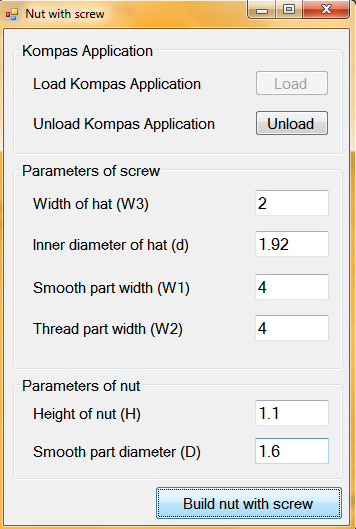 Nut with screw
Kompas Application
Load Kompas Application Load
Unload Kompas Application Unload
Parameters of screw
Width of hat (W3) 2
Inner diameter of hat (d) 1.92
Smooth part width (W1) 4
Thread part width (W2) 4
Parameters of nut
Height of nut (H) 1.1
Smooth part diameter (D) 1.6
Build nut with screw